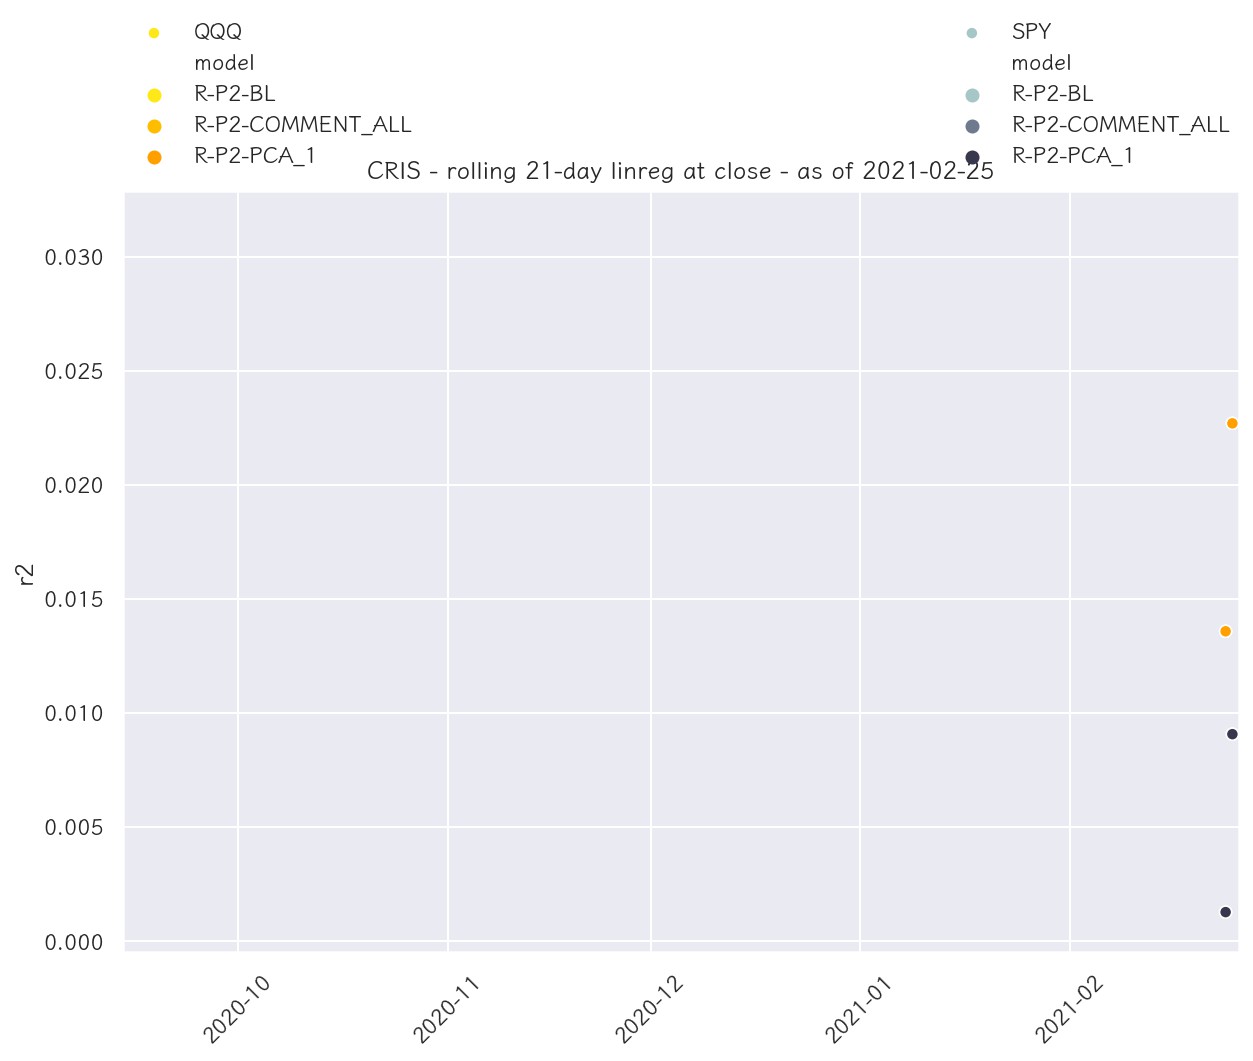 QQQ
model
R-P2-BL
R-P2-COMMENT_ALL
R-P2-PCA_1
SPY
model
R-P2-BL
R-P2-COMMENT_ALL
R-P2-PCA_1
CRIS - rolling 21-day linreg at close - as of 2021-02-25
r2
0.030
0.025
0.020
0.015
0.010
0.005
0.000
2020-10
2020-11
2020-12
2021-01
2021-02